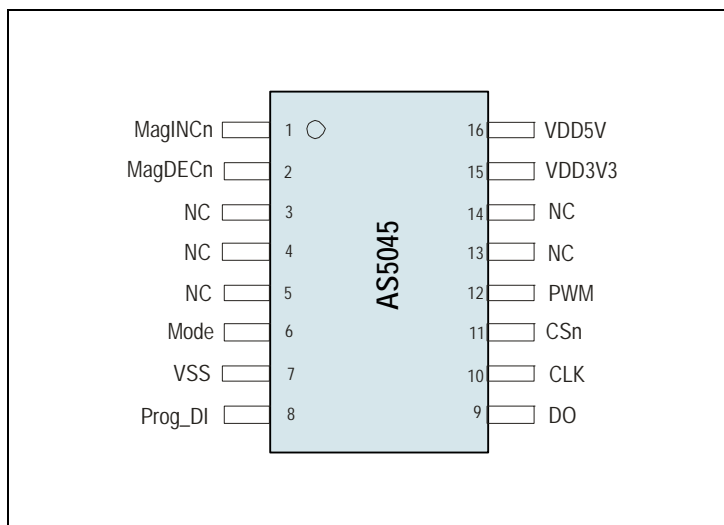 MagINCn 1 16 VDD5V
MagDECn 2 15 VDD3V3
NC 3 14 NC
NC 4 13 NC
NC 5 12 PWM
Mode 6 11 CSn
VSS 7 10 CLK
Prog_DI 8 9 DO
AS5045